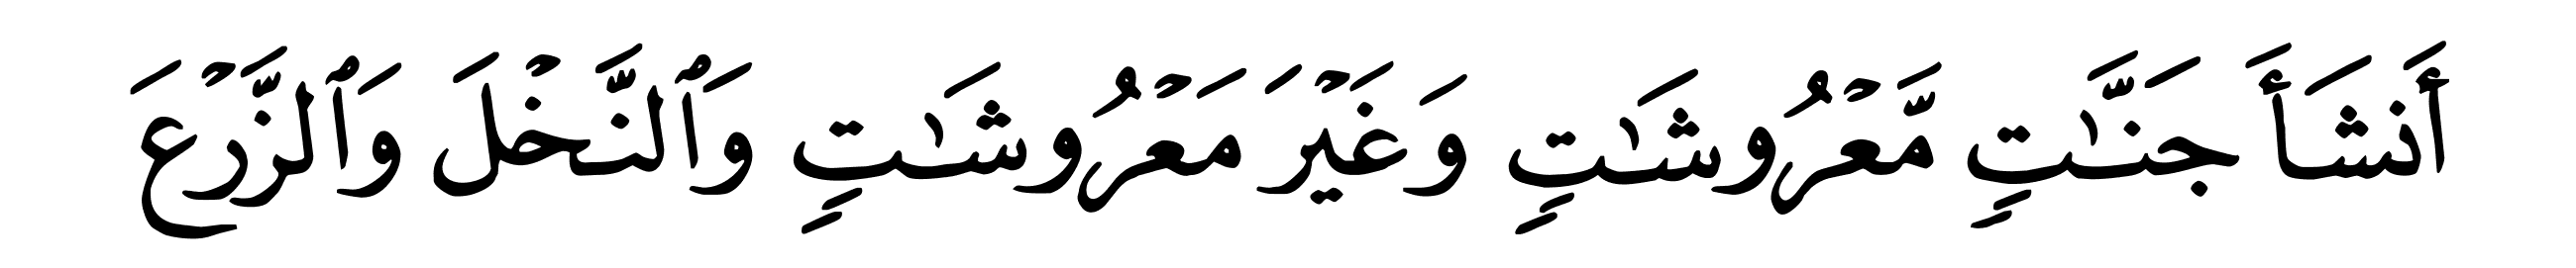 أَنشَأَ جَنَّٰتٍ مَّعۡرُوشَٰتٍ وَغَيۡرَ مَعۡرُوشَٰتٍ وَٱلنَّخۡلَ وَٱلزَّرۡعَ